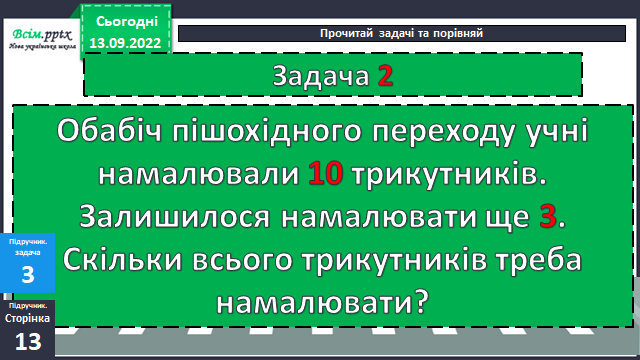 Всім.pptx
Нова українська школа
Сьогодні
13.09.2022
Прочитай задачі та порівняй
Задача 2
Обабіч пішохідного переходу учні
намалювали 10 трикутників.
Залишилося намалювати ще 3.
Скільки всього трикутників треба
намалювати?
Підручник.
задача
3
Підручник.
Сторінка
13